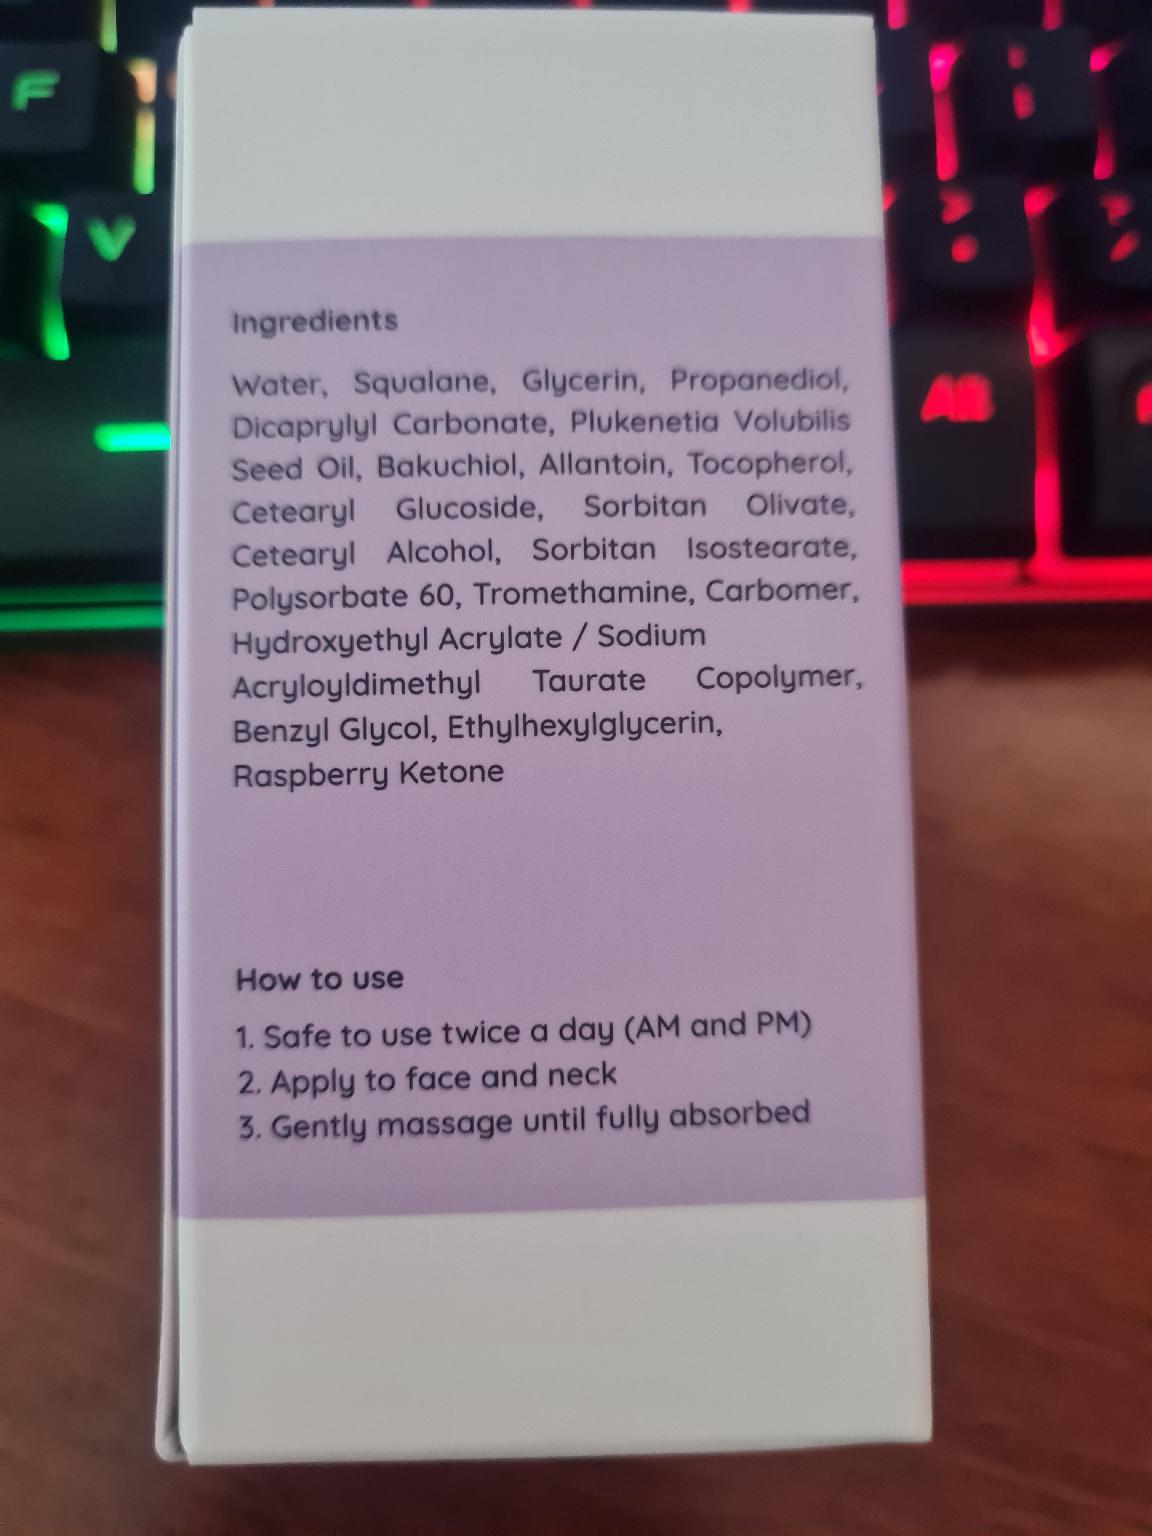 F
V
Alt
Ingredients
Water, Squalane, Glycerin, Propanediol,
Dicaprylyl Carbonate, Plukenetia Volubilis
Seed Oil, Bakuchiol, Allantoin, Tocopherol,
Cetearyl Glucoside, Sorbitan Olivate,
Cetearyl Alcohol, Sorbitan Isostearate,
Polysorbate 60, Tromethamine, Carbomer,
Hydroxyethyl Acrylate / Sodium
Acryloyldimethyl Taurate Copolymer,
Benzyl Glycol, Ethylhexylglycerin,
Raspberry Ketone
How to use
1. Safe to use twice a day (AM and PM)
2. Apply to face and neck
3. Gently massage until fully absorbed